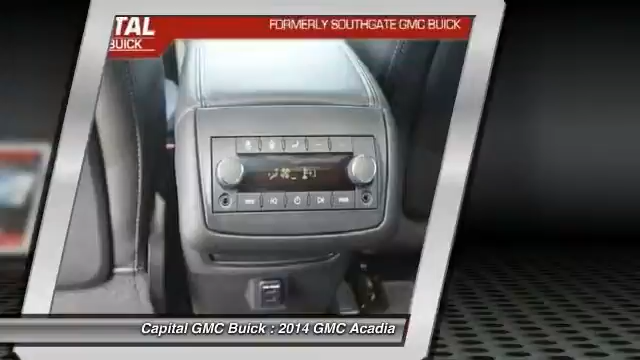 TAL
BUICK
FORMERLY SOUTHGATE GMC BUICK
Capital GMC Buick : 2014 GMC Acadia